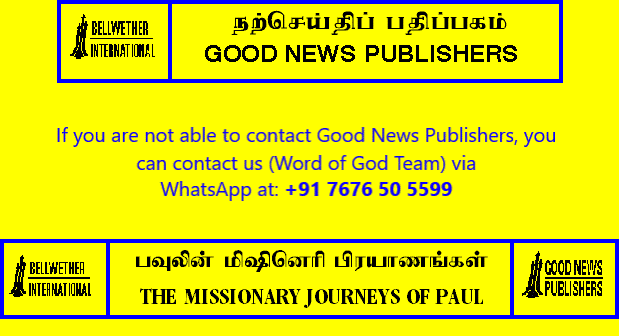 BELLWETHER
INTERNATIONAL
நற்செய்திப் பதிப்பகம்
GOOD NEWS PUBLISHERS
If you are not able to contact Good News Publishers, you
can contact us (Word of God Team) via
WhatsApp at: +91 7676 50 5599
BELLWETHER
INTERNATIONAL
பவுலின் மிஷினெரி பிரயாணங்கள்
THE MISSIONARY JOURNEYS OF PAUL
GOOD NEWS
PUBLISHERS